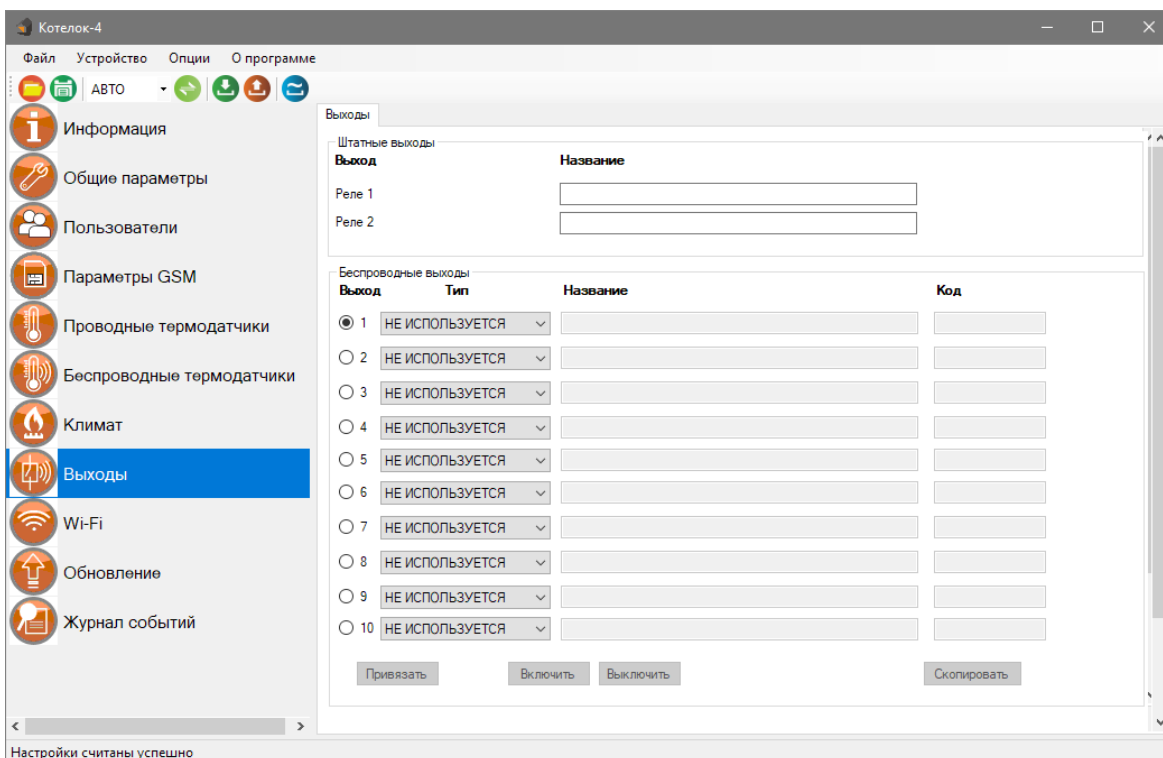 Котелок-4
Файл Устройство Опции О программе
АВТО
Информация
Общие параметры
Пользователи
Параметры GSM
Проводные термодатчики
Беспроводные термодатчики
Климат
Выходы
Wi-Fi
Обновление
Журнал событий
Выходы
Штатные выходы
Выход Название
Реле 1
Реле 2
Беспроводные выходы
Выход Тип Название Код
1 НЕ ИСПОЛЬЗУЕТСЯ
2 НЕ ИСПОЛЬЗУЕТСЯ
3 НЕ ИСПОЛЬЗУЕТСЯ
4 НЕ ИСПОЛЬЗУЕТСЯ
5 НЕ ИСПОЛЬЗУЕТСЯ
6 НЕ ИСПОЛЬЗУЕТСЯ
7 НЕ ИСПОЛЬЗУЕТСЯ
8 НЕ ИСПОЛЬЗУЕТСЯ
9 НЕ ИСПОЛЬЗУЕТСЯ
10 НЕ ИСПОЛЬЗУЕТСЯ
Привязать Включить Выключить Скопировать
Настройки считаны успешно